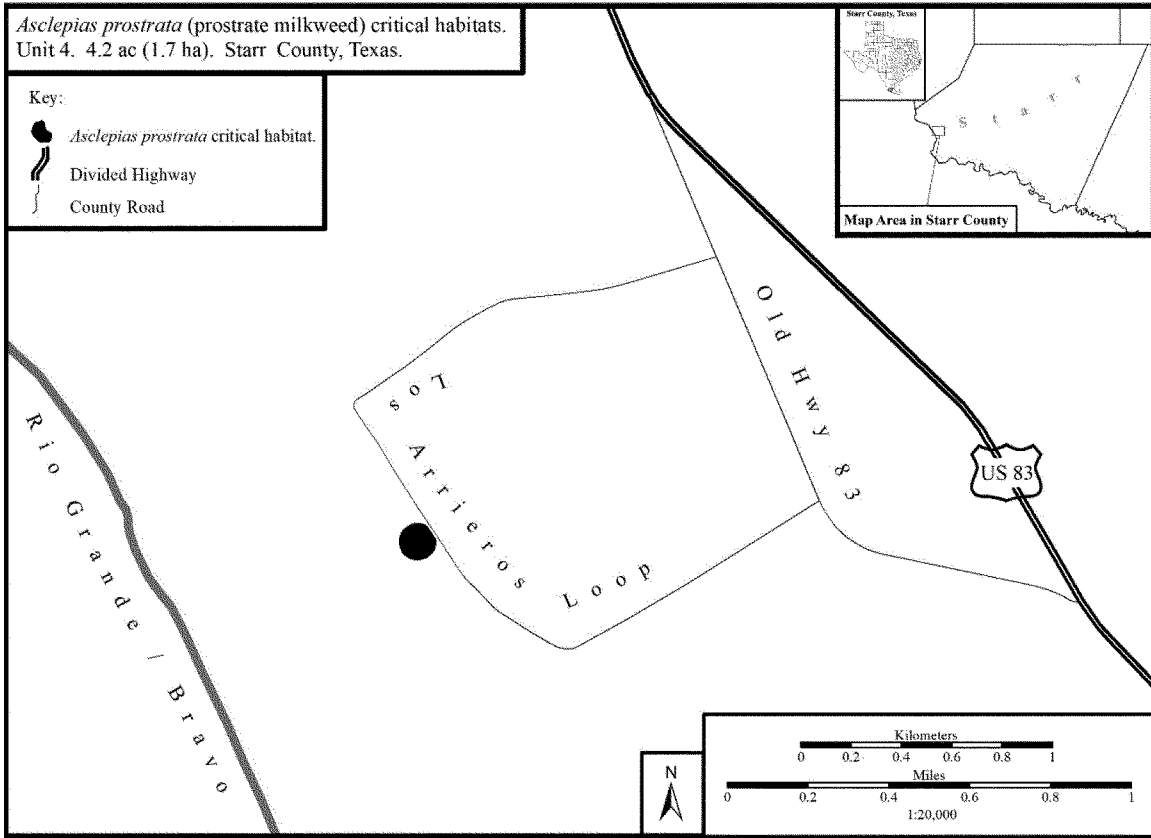 Asclepias prostrata (prostrate milkweed) critical habitats.
Unit 4. 4.2 ac (1.7 ha). Starr County, Texas.
Key:
Asclepias prostrata critical habitat.
Divided Highway
County Road
Starr County, Texas
Starr
Map Area in Starr County
Old Hwy 83
Los Arrieros Loop
US 83
Rio Grande / Bravo
N
Kilometers
0 0.2 0.4 0.6 0.8 1
Miles
0 0.2 0.4 0.6 0.8 1
1:20,000